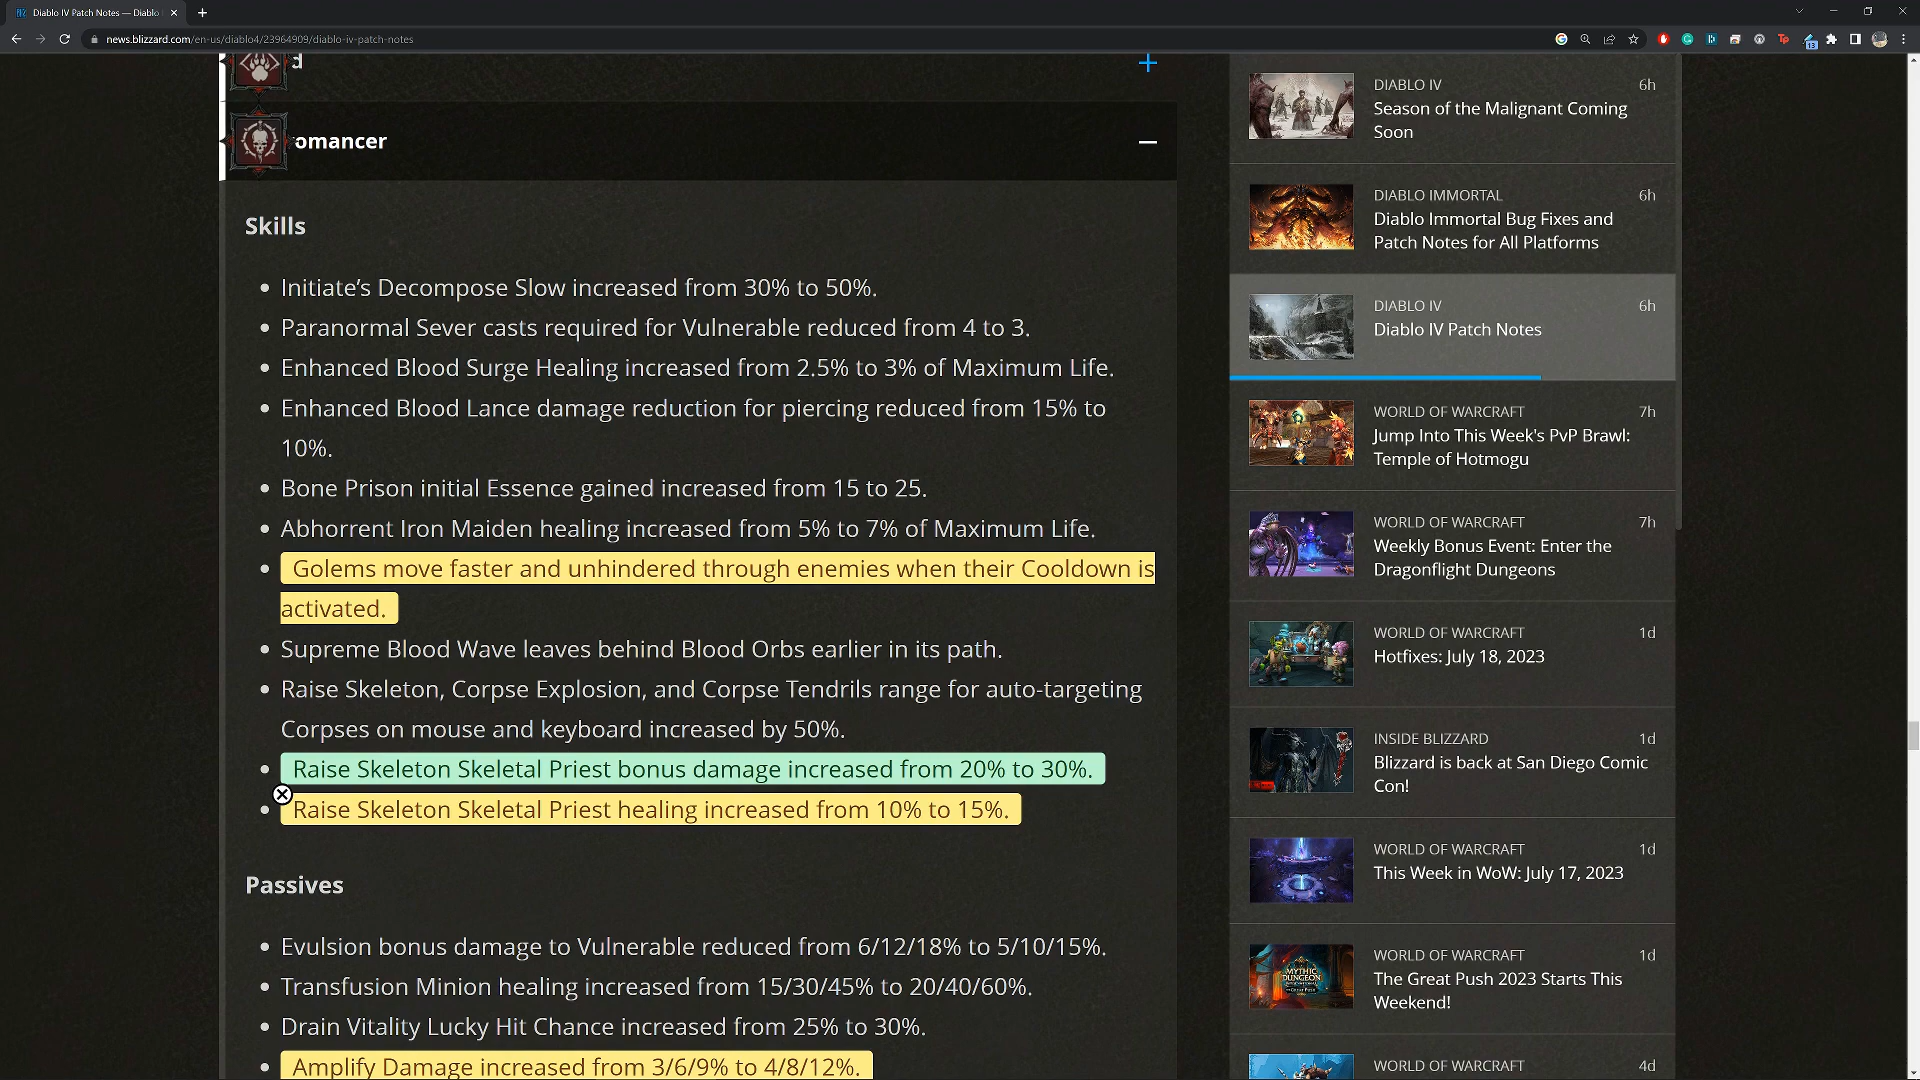 Diablo IV Patch Notes — Diablo
news.blizzard.com/en-us/diablo4/23964909/diablo-iv-patch-notes
13
d
omancer
Skills
Initiate's Decompose Slow increased from 30% to 50%.
Paranormal Sever casts required for Vulnerable reduced from 4 to 3.
Enhanced Blood Surge Healing increased from 2.5% to 3% of Maximum Life.
Enhanced Blood Lance damage reduction for piercing reduced from 15% to
10%.
Bone Prison initial Essence gained increased from 15 to 25.
Abhorrent Iron Maiden healing increased from 5% to 7% of Maximum Life.
Golems move faster and unhindered through enemies when their Cooldown is
activated.
Supreme Blood Wave leaves behind Blood Orbs earlier in its path.
Raise Skeleton, Corpse Explosion, and Corpse Tendrils range for auto-targeting
Corpses on mouse and keyboard increased by 50%.
Raise Skeleton Skeletal Priest bonus damage increased from 20% to 30%.
Raise Skeleton Skeletal Priest healing increased from 10% to 15%.
Passives
Evulsion bonus damage to Vulnerable reduced from 6/12/18% to 5/10/15%.
Transfusion Minion healing increased from 15/30/45% to 20/40/60%.
Drain Vitality Lucky Hit Chance increased from 25% to 30%.
Amplify Damage increased from 3/6/9% to 4/8/12%.
DIABLO IV 6h
Season of the Malignant Coming
Soon
DIABLO IMMORTAL 6h
Diablo Immortal Bug Fixes and
Patch Notes for All Platforms
DIABLO IV 6h
Diablo IV Patch Notes
WORLD OF WARCRAFT 7h
Jump Into This Week's PvP Brawl:
Temple of Hotmogu
WORLD OF WARCRAFT 7h
Weekly Bonus Event: Enter the
Dragonflight Dungeons
WORLD OF WARCRAFT 1d
Hotfixes: July 18, 2023
INSIDE BLIZZARD 1d
Blizzard is back at San Diego Comic
Con!
WORLD OF WARCRAFT 1d
This Week in WoW: July 17, 2023
WORLD OF WARCRAFT 1d
The Great Push 2023 Starts This
Weekend!
MYTHIC
DUNGEON
WORLD OF WARCRAFT 4d